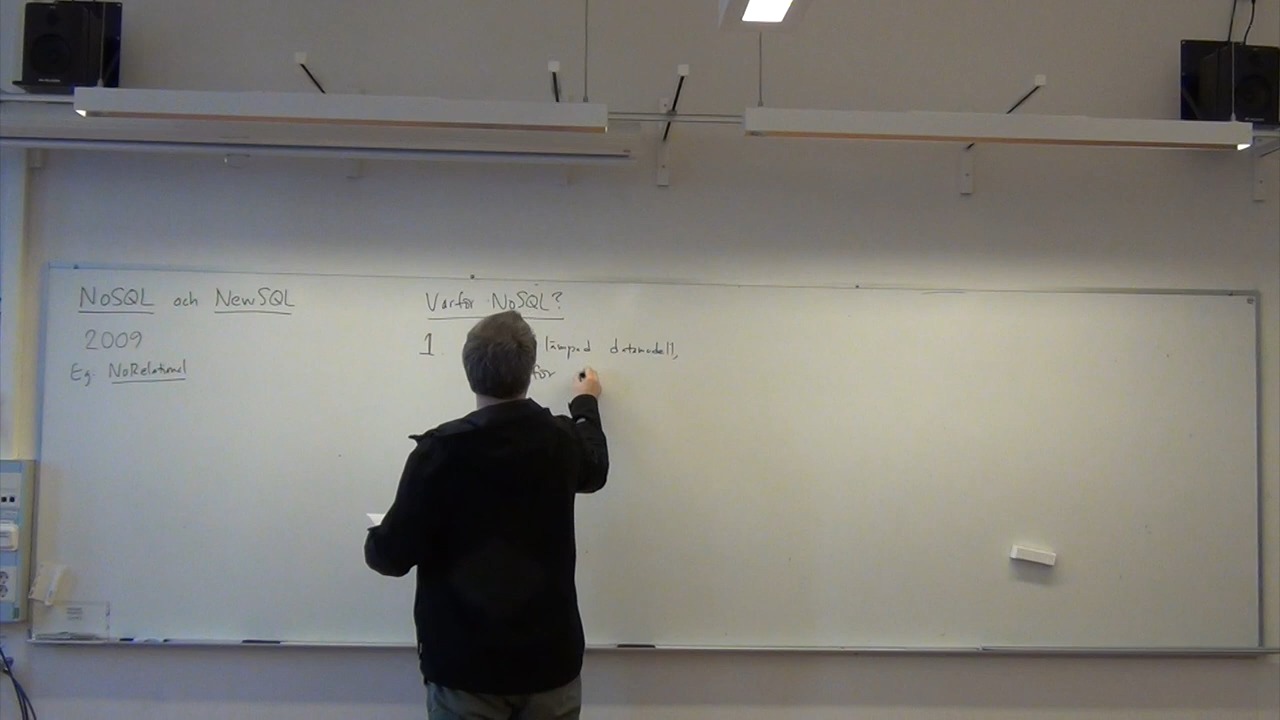 NoSQL och NewSQL
2009
Eg. NoRelational
Varför NoSQL?
1 lämpad datamodell,
för